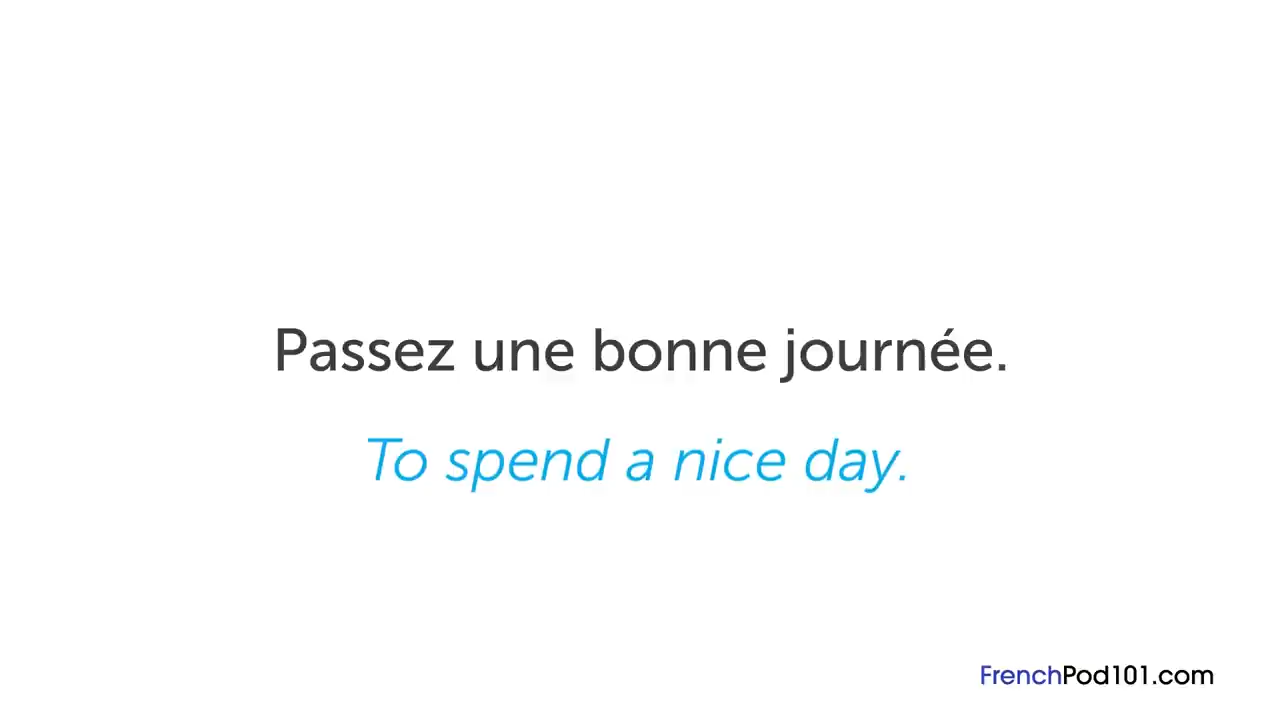 Passez une bonne journée.
To spend a nice day.
FrenchPod101.com